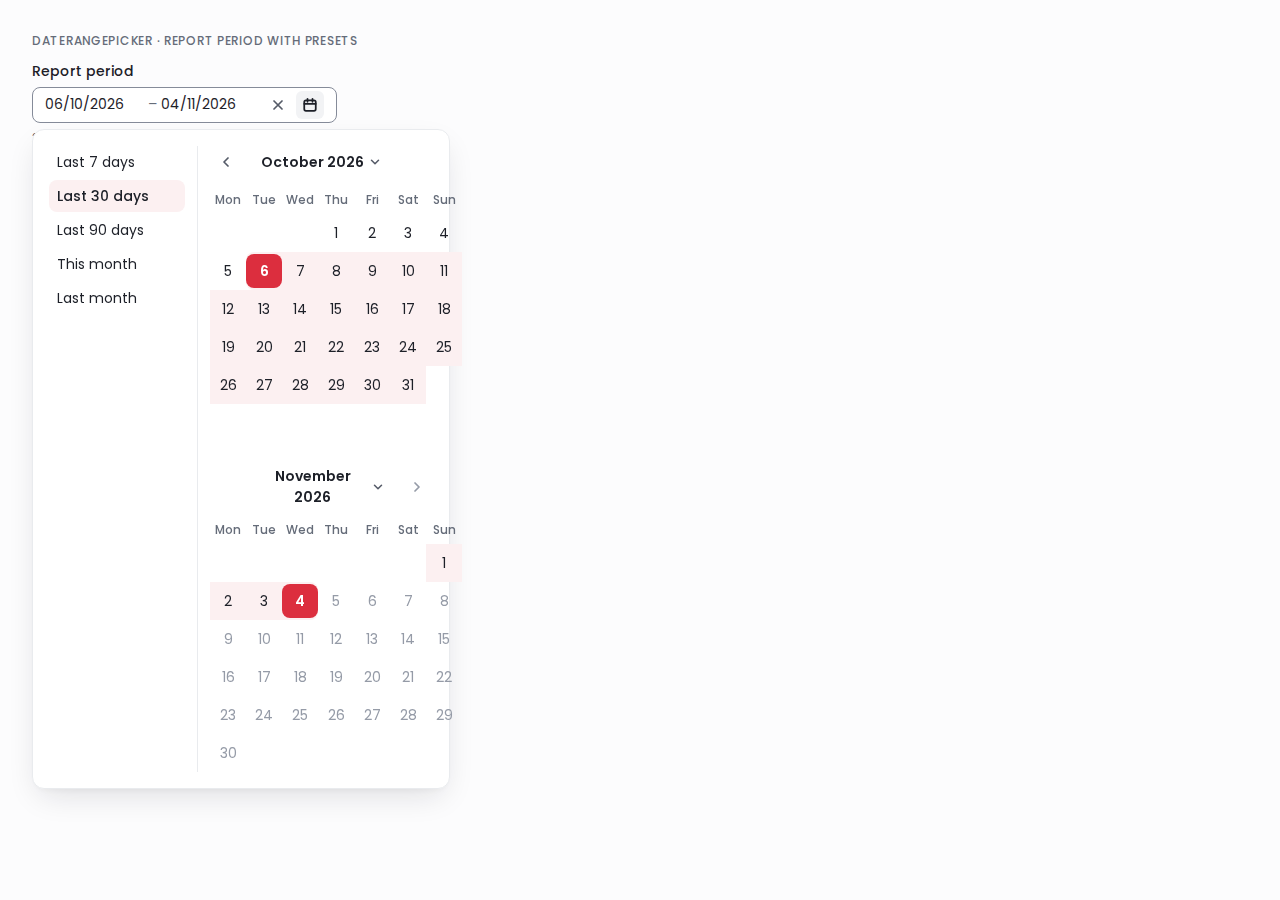 DATERANGEPICKER · REPORT PERIOD WITH PRESETS
Report period
06/10/2026 – 04/11/2026
Last 7 days
Last 30 days
Last 90 days
This month
Last month
October 2026
Mon Tue Wed Thu Fri Sat Sun
1 2 3 4
5 6 7 8 9 10 11
12 13 14 15 16 17 18
19 20 21 22 23 24 25
26 27 28 29 30 31
November
2026
Mon Tue Wed Thu Fri Sat Sun
1
2 3 4 5 6 7 8
9 10 11 12 13 14 15
16 17 18 19 20 21 22
23 24 25 26 27 28 29
30